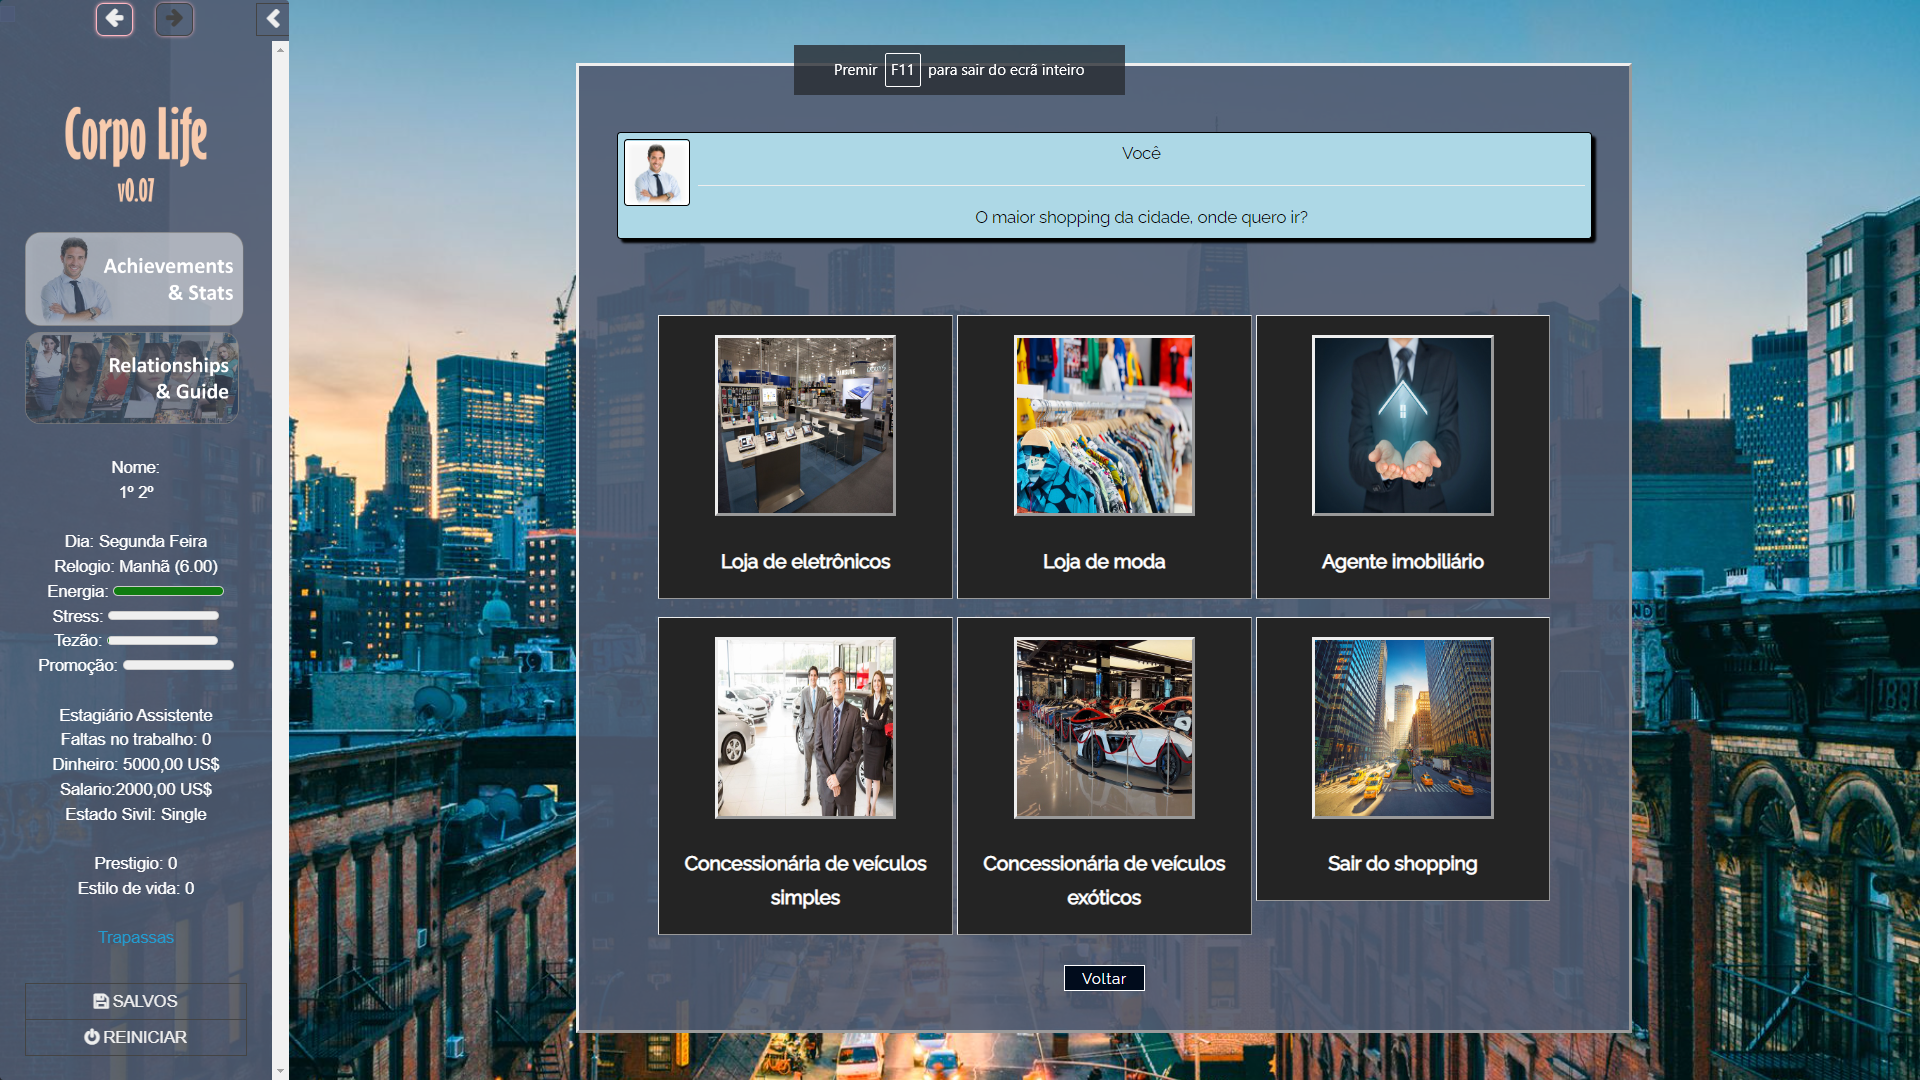 Corpo Life
v0.07
Achievements
& Stats
Relationships
& Guide
Nome:
1º 2º
Dia: Segunda Feira
Relogio: Manhã (6.00)
Energia:
Stress:
Tezão:
Promoção:
Estagiário Assistente
Faltas no trabalho: 0
Dinheiro: 5000,00 US$
Salario:2000,00 US$
Estado Sivil: Single
Prestigio: 0
Estilo de vida: 0
Trapassas
SALVOS
REINICIAR
Premir F11 para sair do ecrã inteiro
Você
O maior shopping da cidade, onde quero ir?
SAMSUNG
Loja de eletrônicos
Loja de moda
Agente imobiliário
Concessionária de veículos
simples
Concessionária de veículos
exóticos
Sair do shopping
Voltar